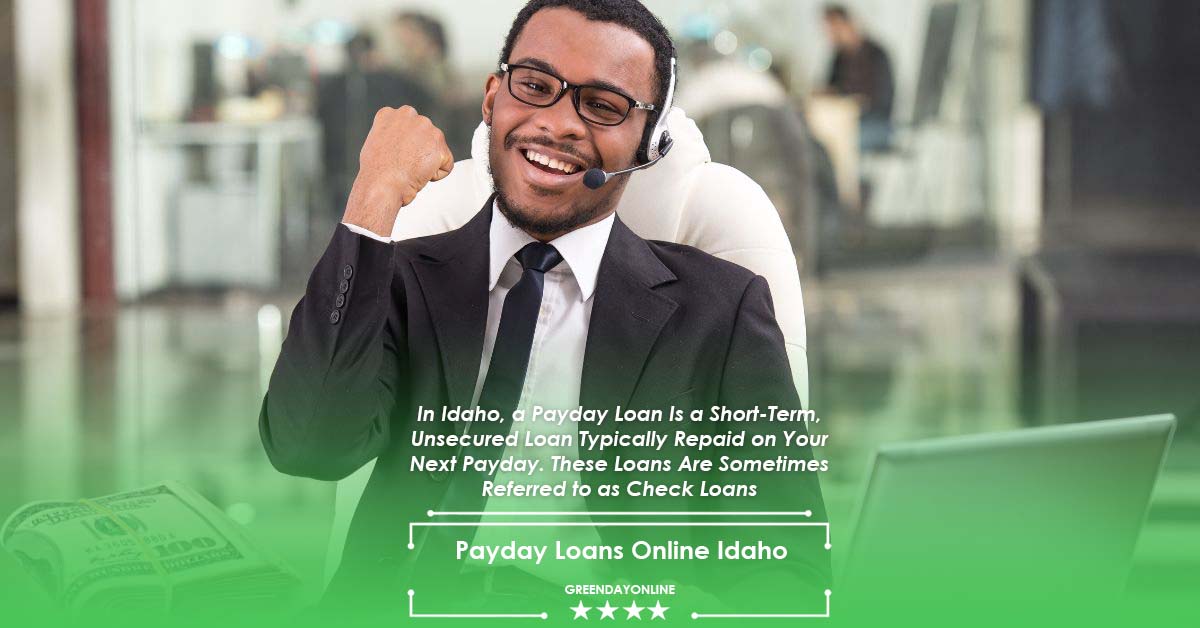 In Idaho, a Payday Loan Is a Short-Term,
Unsecured Loan Typically Repaid on Your
Next Payday. These Loans Are Sometimes
Referred to as Check Loans
Payday Loans Online Idaho
GREENDAYONLINE
100